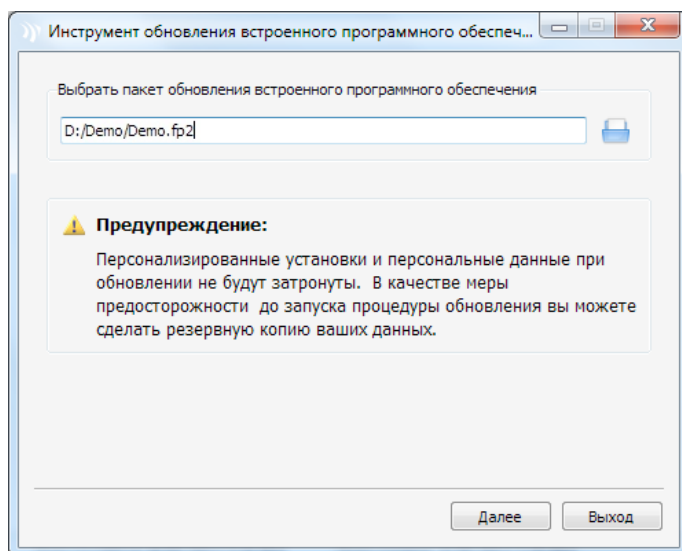 Инструмент обновления встроенного программного обеспеч...
Выбрать пакет обновления встроенного программного обеспечения
D:/Demo/Demo.fp2
Предупреждение:
Персонализированные установки и персональные данные при
обновлении не будут затронуты. В качестве меры
предосторожности до запуска процедуры обновления вы можете
сделать резервную копию ваших данных.
Далее
Выход